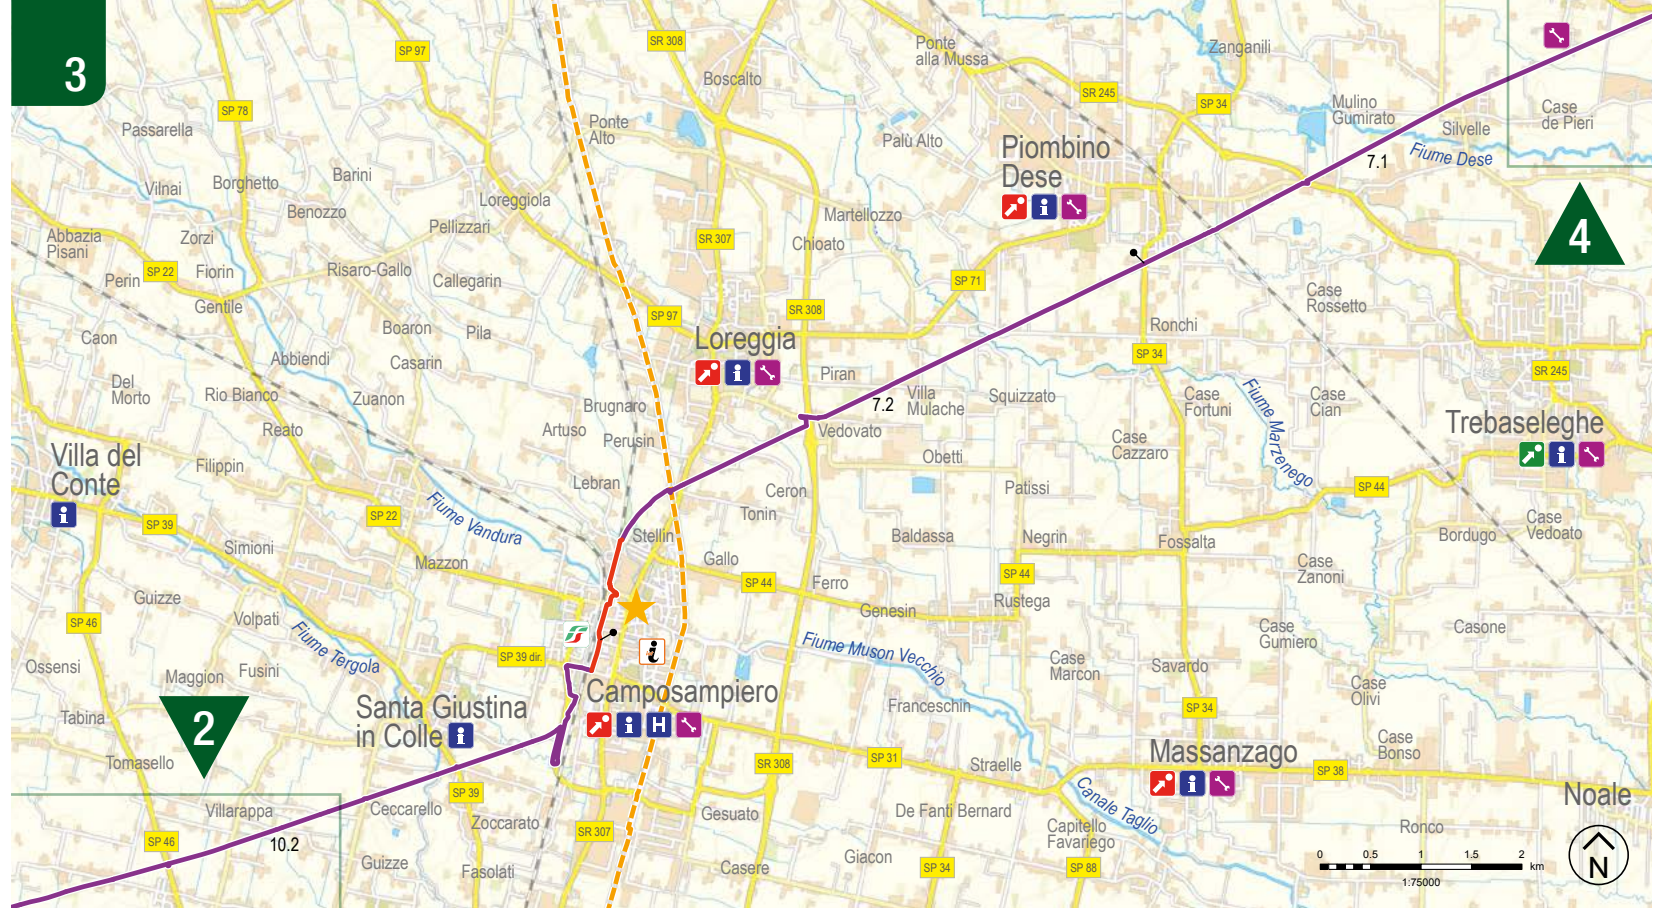 3
SP 97
SR 308
Ponte
alla Mussa
Zanganili
Boscalto
SR 245
SP 34
Mulino
Gumirato
Case
de Pieri
SP 78
Passarella
Ponte
Alto
Palù Alto
Piombino
Dese
Silvelle
Fiume Dese
7.1
Vilnai
Borghetto
Barini
Loreggiola
Benozzo
Martellozzo
Pellizzari
Abbazia
Pisani
Zorzi
SR 307
Chioato
4
SP 22
Fiorin
Perin
Risaro-Gallo
Callegarin
SP 71
Case
Rossetto
Gentile
SP 97
SR 308
Caon
Boaron
Pila
Loreggia
Ronchi
Abbiendi
Casarin
SP 34
Piran
SR 245
Del
Morto
Rio Bianco
Zuanon
Brugnaro
7.2
Villa
Mulache
Squizzato
Case
Fortuni
Fiume Marzenego
Case
Cian
Reato
Artuso
Perusin
Vedovato
Case
Cazzaro
Trebaseleghe
Villa del
Conte
Filippin
Obetti
Lebran
Ceron
Patissi
SP 44
Fiume Vandura
SP 39
SP 22
Tonin
Stellin
Baldassa
Negrin
Fossalta
Bordugo
Case
Vedoato
Simioni
Mazzon
Gallo
SP 44
Ferro
SP 44
Case
Zanoni
Guizze
Genesin
Rustega
SP 46
Volpati
Fiume Tergola
Fiume Muson Vecchio
Case
Gumiero
Casone
Ossensi
Maggion
Fusini
SP 39 dir.
i
Case
Marcon
Savardo
Case
Olivi
Camposampiero
H
Tabina
2
Santa Giustina
in Colle
Franceschin
SP 34
Case
Bonso
Tomasello
SR 308
SP 31
Straelle
Massanzago
SP 38
Noale
Villarappa
Ceccarello
SP 39
Zoccarato
Gesuato
De Fanti Bernard
Canale Taglio
Capitello
Favariego
Ronco
SP 46
10.2
SR 307
Guizze
Fasolati
Casere
Giacon
SP 34
SP 88
0 0.5 1 1.5 2
km
1:75000
N